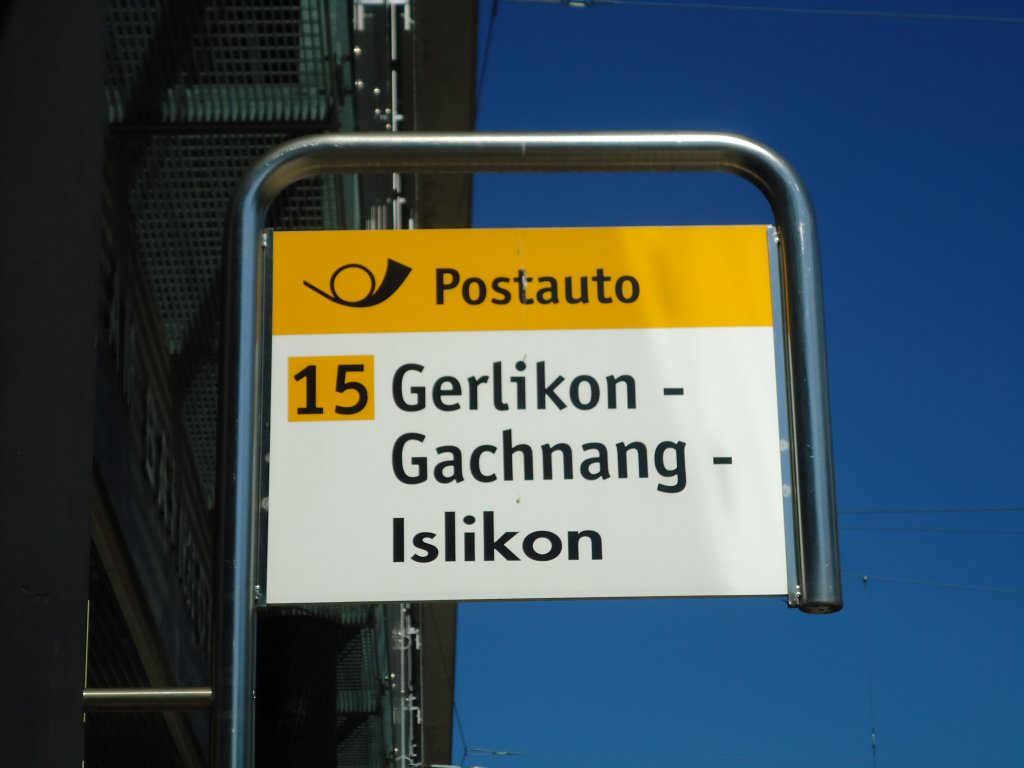 Postauto
15 Gerlikon -
Gachnang -
Islikon